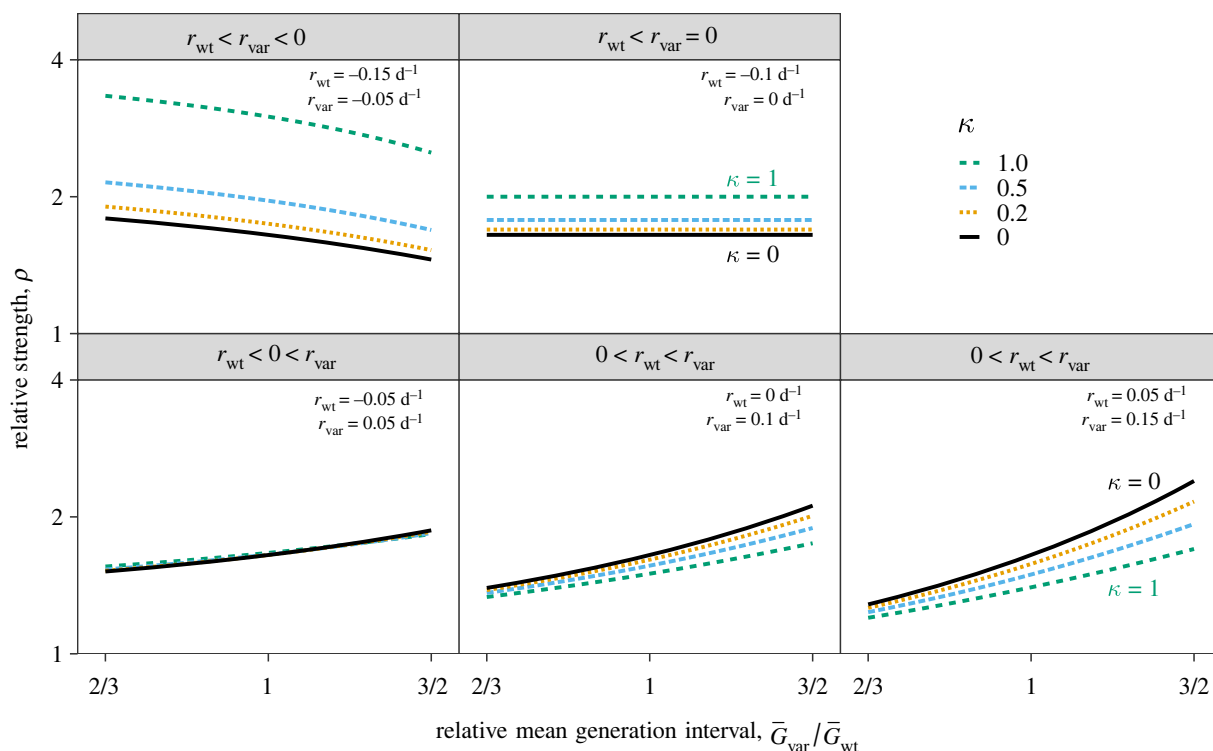 r_wt < r_var < 0
r_wt < r_var = 0
4
r_wt = –0.15 d⁻¹
r_var = –0.05 d⁻¹
r_wt = –0.1 d⁻¹
r_var = 0 d⁻¹
κ
1.0
0.5
0.2
0
2
κ = 1
κ = 0
1
relative strength, ρ
r_wt < 0 < r_var
0 < r_wt < r_var
0 < r_wt < r_var
4
r_wt = –0.05 d⁻¹
r_var = 0.05 d⁻¹
r_wt = 0 d⁻¹
r_var = 0.1 d⁻¹
r_wt = 0.05 d⁻¹
r_var = 0.15 d⁻¹
2
κ = 0
κ = 1
1
2/3 1 3/2
2/3 1 3/2
2/3 1 3/2
relative mean generation interval, G̅_var/G̅_wt